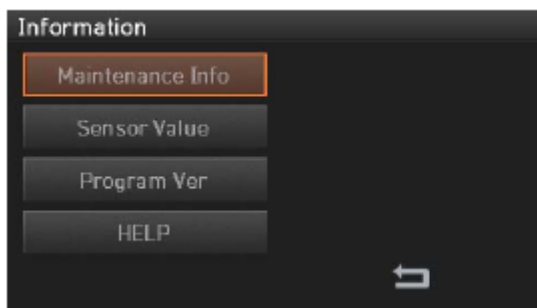 Information
Maintenance Info
Sensor Value
Program Ver
HELP